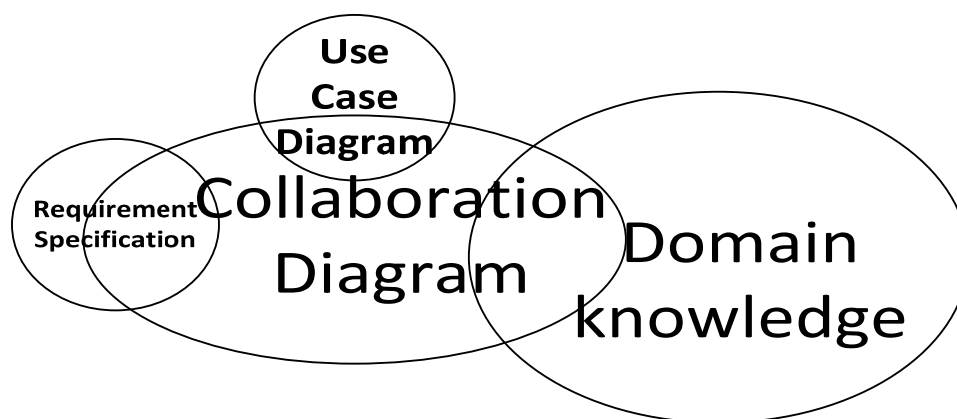 Use
Case
Diagram
Requirement
Specification
Collaboration
Diagram
Domain
knowledge